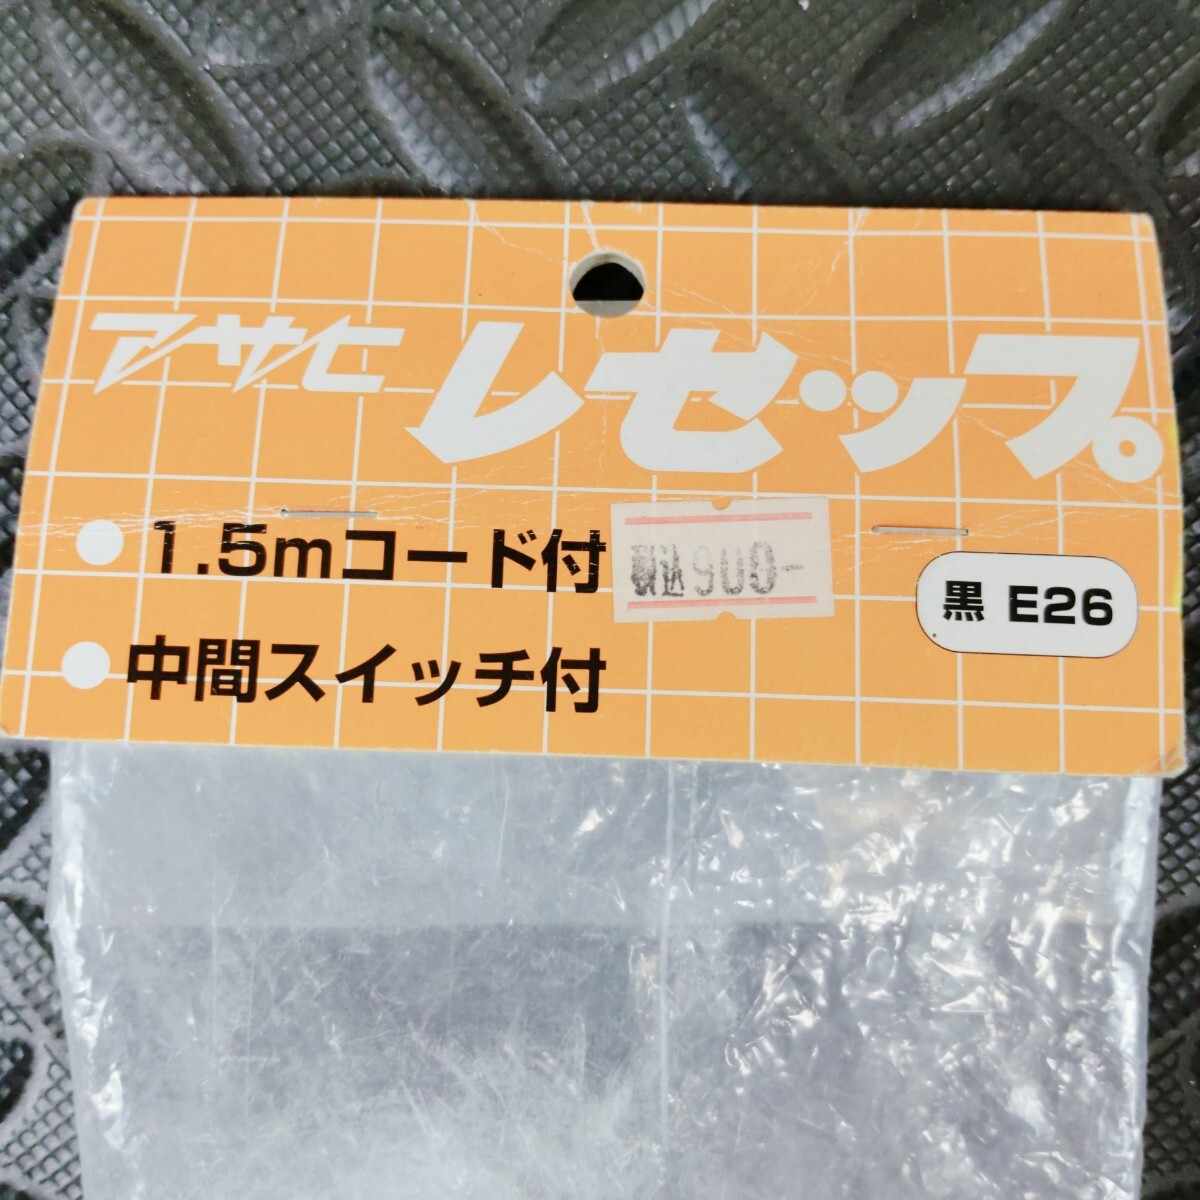 アサヒ レセップ
1.5mコード付
税込900-
黒 E26
中間スイッチ付